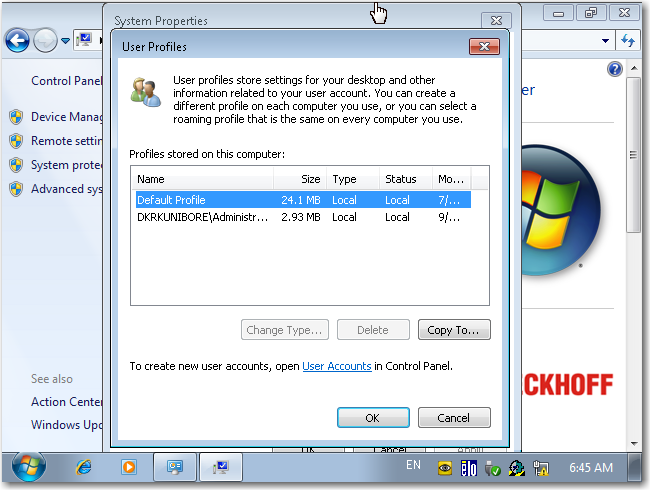 System Properties
User Profiles
Control Panel
Device Manag
Remote settin
System protec
Advanced sys
User profiles store settings for your desktop and other
information related to your user account. You can create a
different profile on each computer you use, or you can select a
roaming profile that is the same on every computer you use.
er
Profiles stored on this computer:
Name Size Type Status Mo...
Default Profile 24.1 MB Local Local 7/...
DKRKUNIBORE\Administr... 2.93 MB Local Local 9/...
Change Type... Delete Copy To...
To create new user accounts, open User Accounts in Control Panel.
See also
Action Center
Windows Upd
CKHOFF
OK Cancel
OK Cancel Apply
EN 6:45 AM